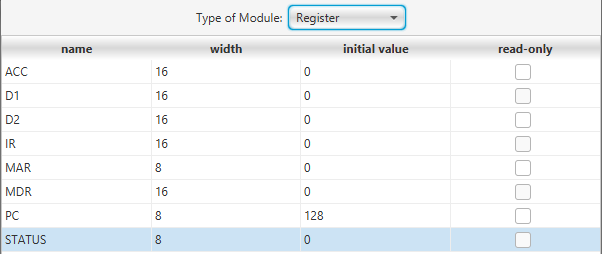 Type of Module: Register
name width initial value read-only
ACC 16 0
D1 16 0
D2 16 0
IR 16 0
MAR 8 0
MDR 16 0
PC 8 128
STATUS 8 0